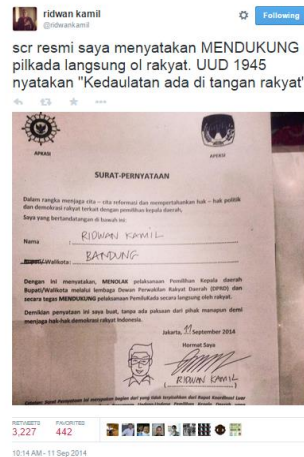 ridwan kamil
@ridwankamil
Following
scr resmi saya menyatakan MENDUKUNG
pilkada langsung ol rakyat. UUD 1945
nyatakan "Kedaulatan ada di tangan rakyat"
APKASI
APEKSI
SURAT-PERNYATAAN
Dalam rangka menjaga cita – cita reformasi dan mempertahankan hak – hak politik
dan demokrasi rakyat terkait dengan pemilihan kepala daerah,
Saya yang bertandatangan di bawah ini:
Nama : RIDWAN KAMIL
Bupati/Walikota: BANDUNG
Dengan ini menyatakan, MENOLAK pelaksanaan Pemilihan Kepala daerah
Bupati/Walikota melalui lembaga Dewan Perwakilan Rakyat Daerah (DPRD) dan
secara tegas MENDUKUNG pelaksanaan PemiluKada secara langsung oleh rakyat.
Demikian pernyataan ini saya buat, tanpa ada paksaan dari pihak manapun demi
menjaga hak-hak demokrasi rakyat Indonesia.
Jakarta, 11 September 2014
Hormat Saya
RIDWAN KAMIL
RETWEETS FAVORITES
3,227 442
10:14 AM - 11 Sep 2014